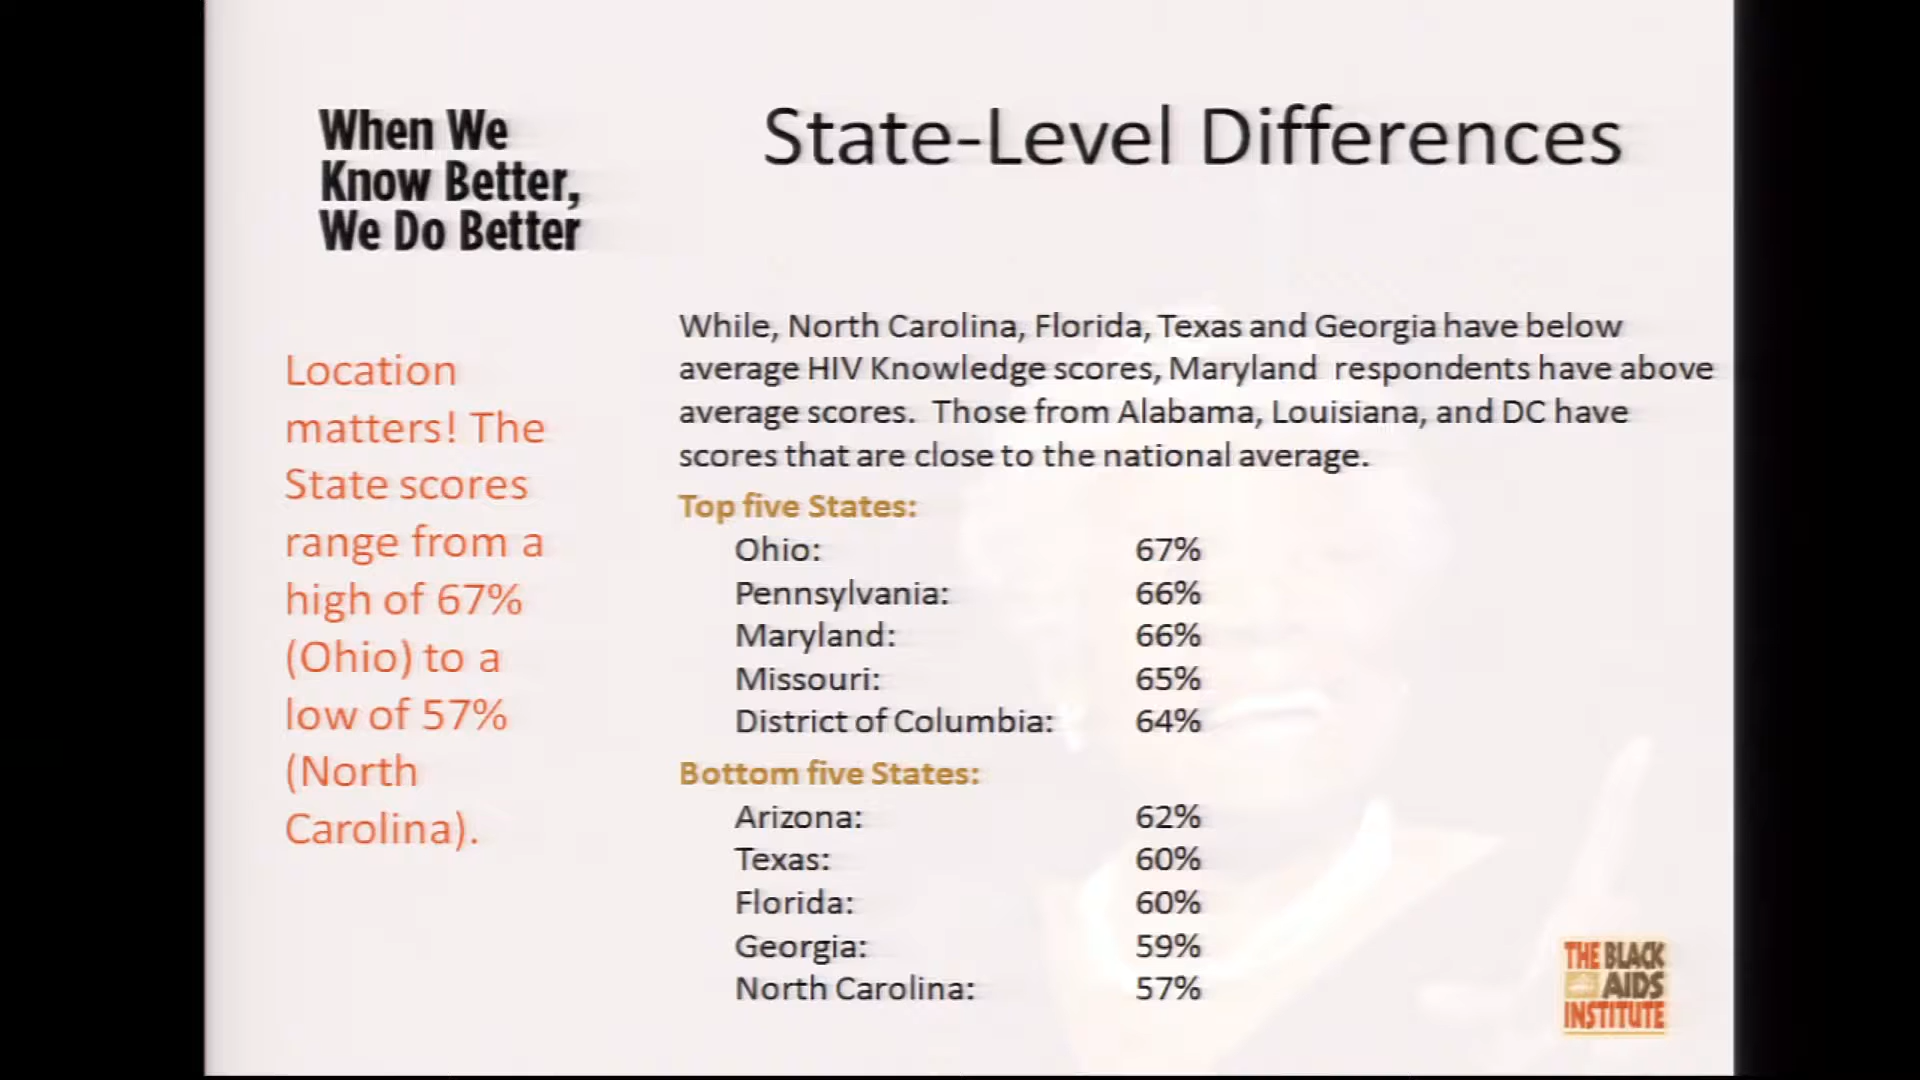 When We
Know Better,
We Do Better
State-Level Differences
Location
matters! The
State scores
range from a
high of 67%
(Ohio) to a
low of 57%
(North
Carolina).
While, North Carolina, Florida, Texas and Georgia have below
average HIV Knowledge scores, Maryland respondents have above
average scores. Those from Alabama, Louisiana, and DC have
scores that are close to the national average.
Top five States:
Ohio: 67%
Pennsylvania: 66%
Maryland: 66%
Missouri: 65%
District of Columbia: 64%
Bottom five States:
Arizona: 62%
Texas: 60%
Florida: 60%
Georgia: 59%
North Carolina: 57%
THE BLACK
AIDS
INSTITUTE